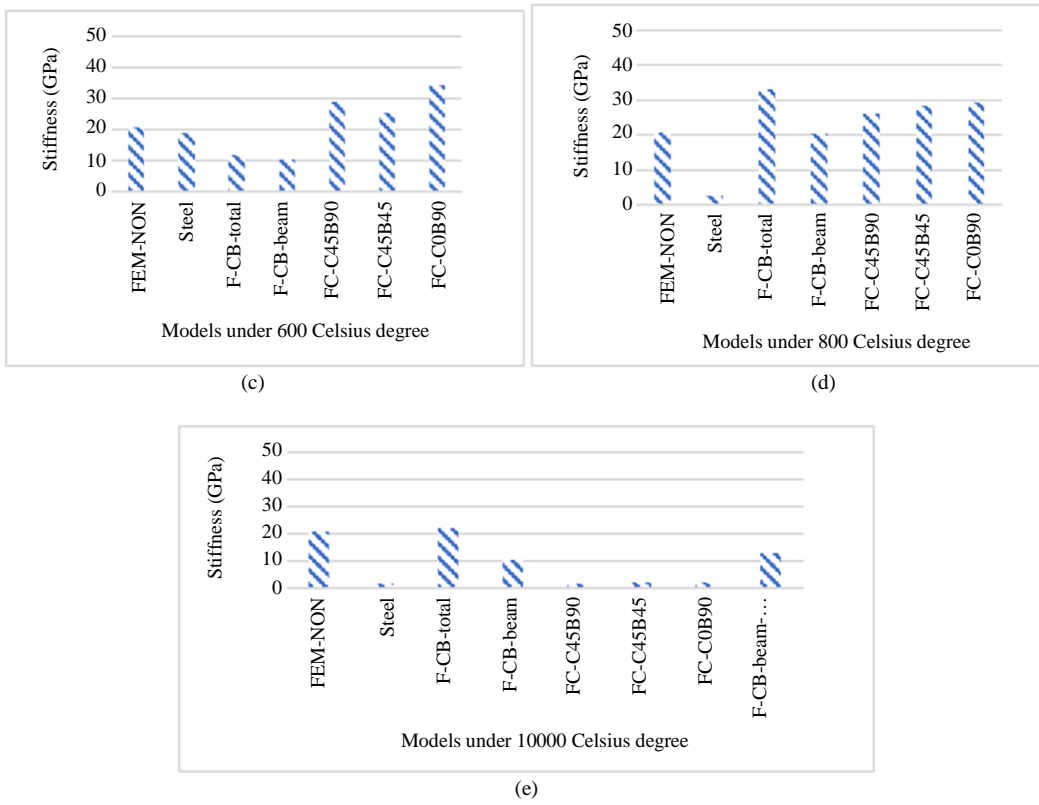 50
40
30
20
10
0
Stiffness (GPa)
FEM-NON
Steel
F-CB-total
F-CB-beam
FC-C45B90
FC-C45B45
FC-C0B90
Models under 600 Celsius degree
(c)
50
40
30
20
10
0
Stiffness (GPa)
FEM-NON
Steel
F-CB-total
F-CB-beam
FC-C45B90
FC-C45B45
FC-C0B90
Models under 800 Celsius degree
(d)
50
40
30
20
10
0
Stiffness (GPa)
FEM-NON
Steel
F-CB-total
F-CB-beam
FC-C45B90
FC-C45B45
FC-C0B90
F-CB-beam-....
Models under 10000 Celsius degree
(e)